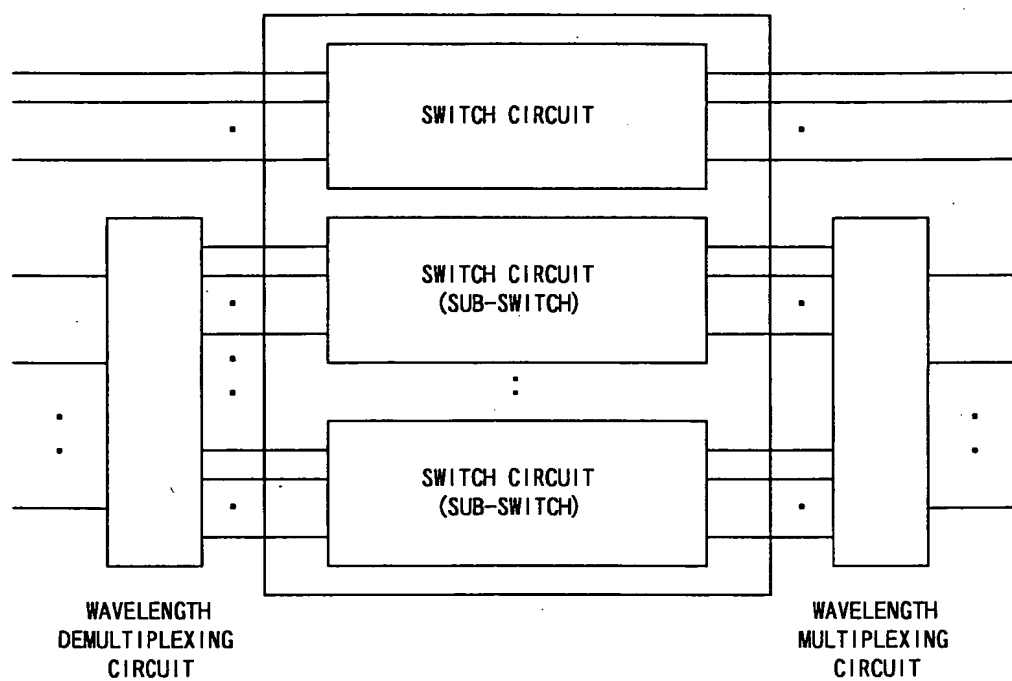 SWITCH CIRCUIT
SWITCH CIRCUIT
(SUB-SWITCH)
SWITCH CIRCUIT
(SUB-SWITCH)
WAVELENGTH
DEMULTIPLEXING
CIRCUIT
WAVELENGTH
MULTIPLEXING
CIRCUIT